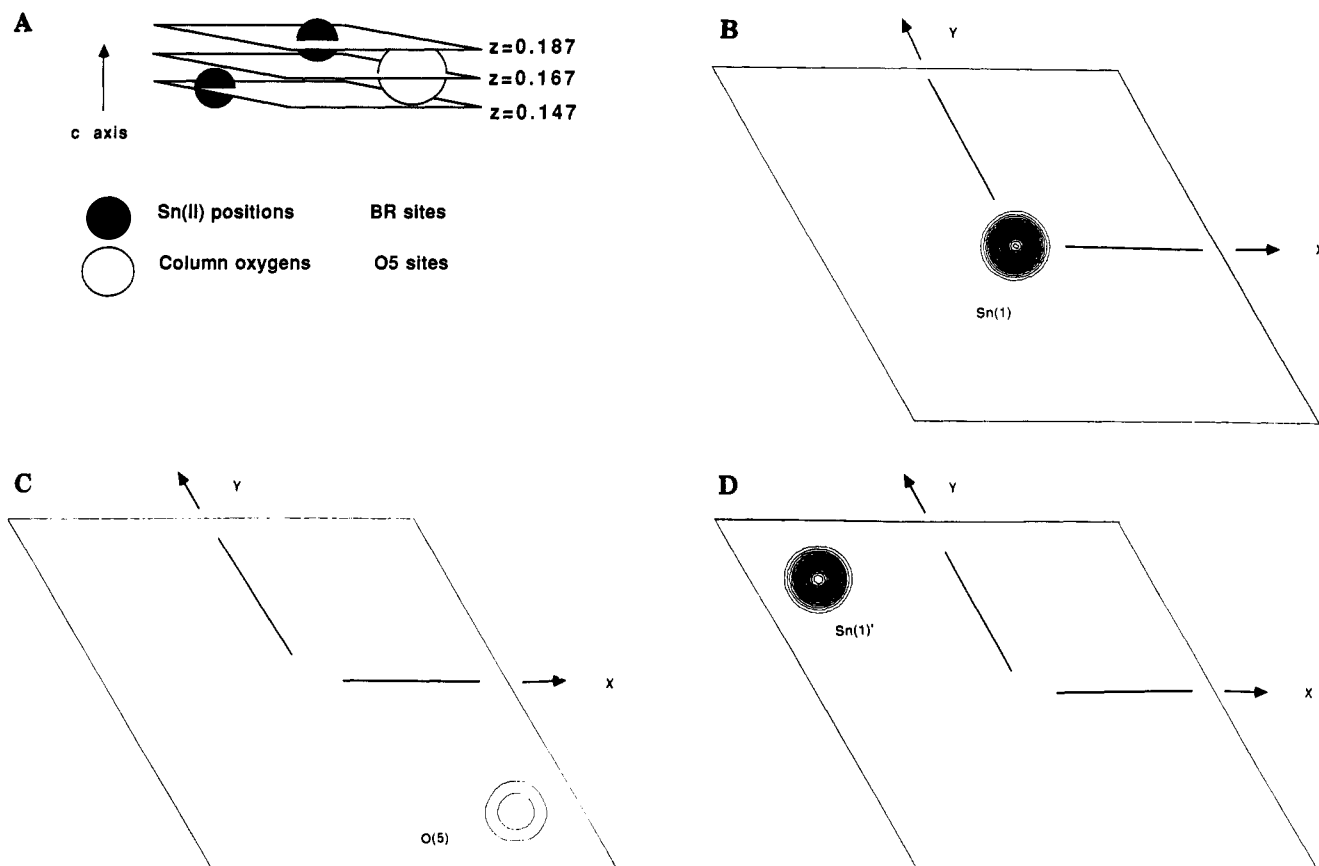 A
z=0.187
z=0.167
z=0.147
c axis
Sn(II) positions BR sites
Column oxygens O5 sites
B
Y
X
Sn(1)
C
Y
X
O(5)
D
Y
X
Sn(1)'